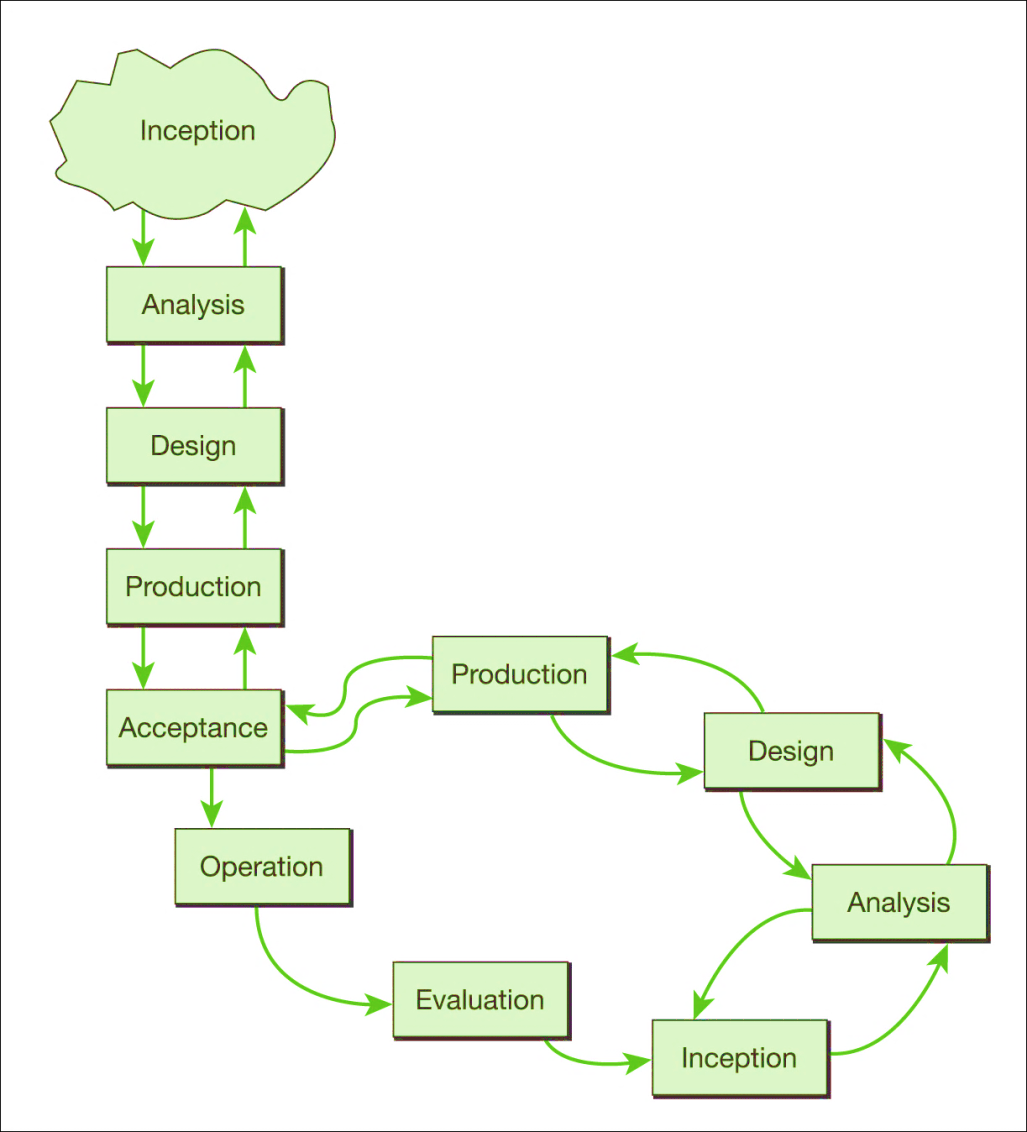 Inception
Analysis
Design
Production
Acceptance
Production
Design
Operation
Analysis
Evaluation
Inception